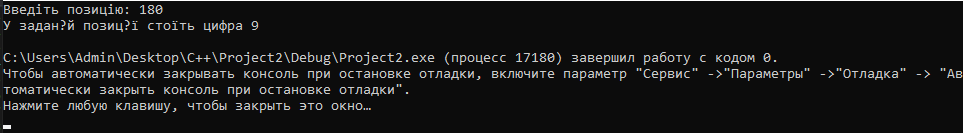 Введіть позицію: 180
У задан?й позиц?ї стоїть цифра 9
C:\Users\Admin\Desktop\C++\Project2\Debug\Project2.exe (процесс 17180) завершил работу с кодом 0.
Чтобы автоматически закрывать консоль при остановке отладки, включите параметр "Сервис" ->"Параметры" ->"Отладка" -> "Ав
томатически закрыть консоль при остановке отладки".
Нажмите любую клавишу, чтобы закрыть это окно…